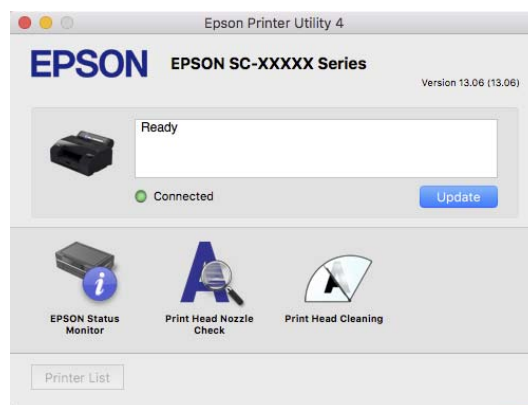 Epson Printer Utility 4
EPSON
EPSON SC-XXXXX Series
Version 13.06 (13.06)
Ready
Connected
Update
EPSON Status
Monitor
Print Head Nozzle
Check
Print Head Cleaning
Printer List